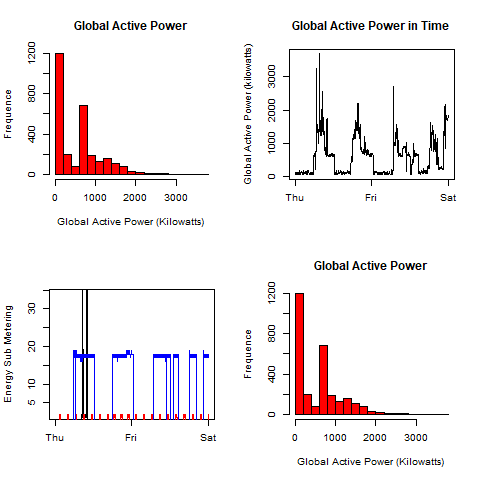 Global Active Power
Frequence
0 400 800 1200
0 1000 2000 3000
Global Active Power (Kilowatts)
Global Active Power in Time
Global Active Power (kilowatts)
0 1000 2000 3000
Thu Fri Sat
Energy Sub Metering
5 10 20 30
Thu Fri Sat
Global Active Power
Frequence
0 400 800 1200
0 1000 2000 3000
Global Active Power (Kilowatts)